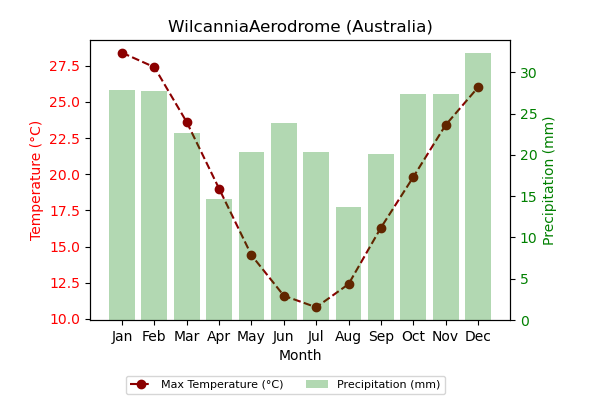 WilcanniaAerodrome (Australia)
Temperature (°C)
27.5
25.0
22.5
20.0
17.5
15.0
12.5
10.0
30
25
20
15
10
5
0
Precipitation (mm)
Jan Feb Mar Apr May Jun Jul Aug Sep Oct Nov Dec
Month
Max Temperature (°C) Precipitation (mm)